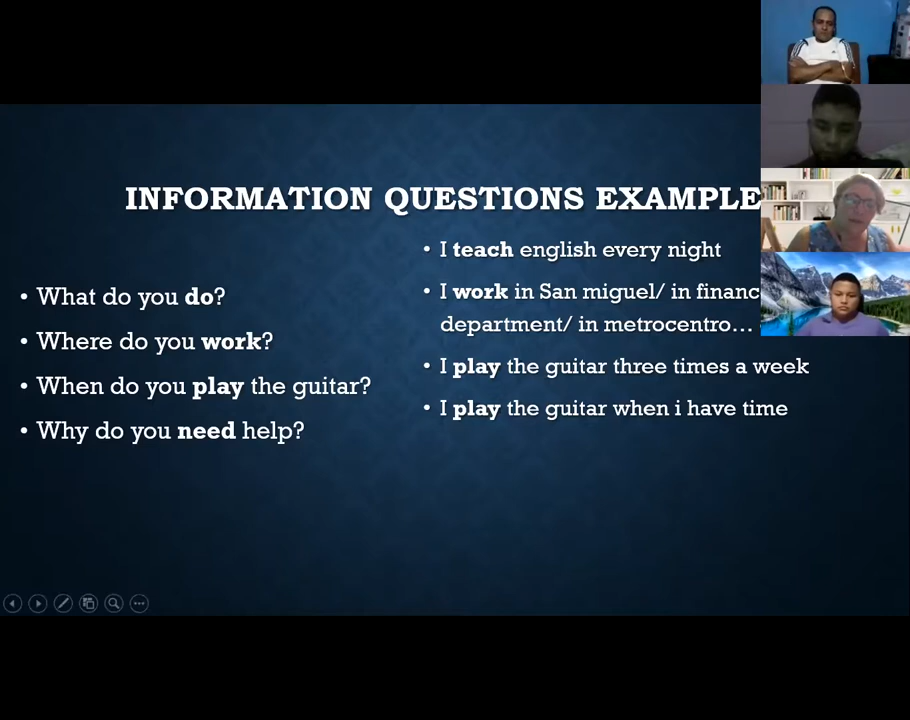 INFORMATION QUESTIONS EXAMPLE
What do you do?
Where do you work?
When do you play the guitar?
Why do you need help?
I teach english every night
I work in San miguel/ in financ
department/ in metrocentro...
I play the guitar three times a week
I play the guitar when i have time